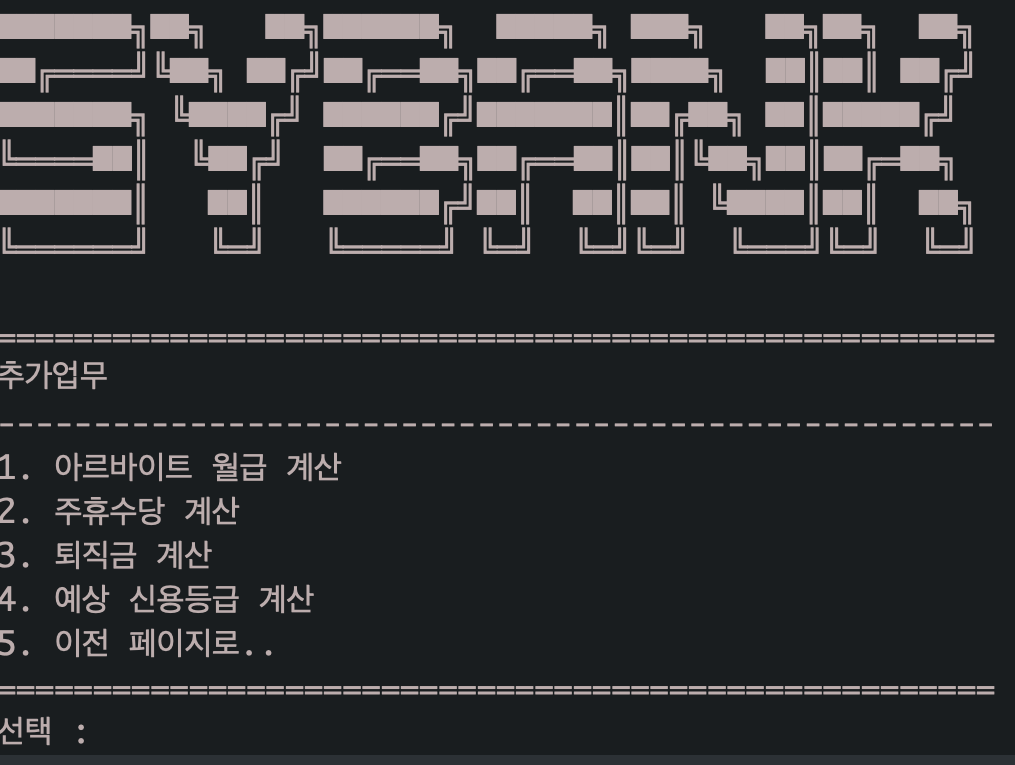 SYBANK
추가업무
1. 아르바이트 월급 계산
2. 주휴수당 계산
3. 퇴직금 계산
4. 예상 신용등급 계산
5. 이전 페이지로..
선택 :